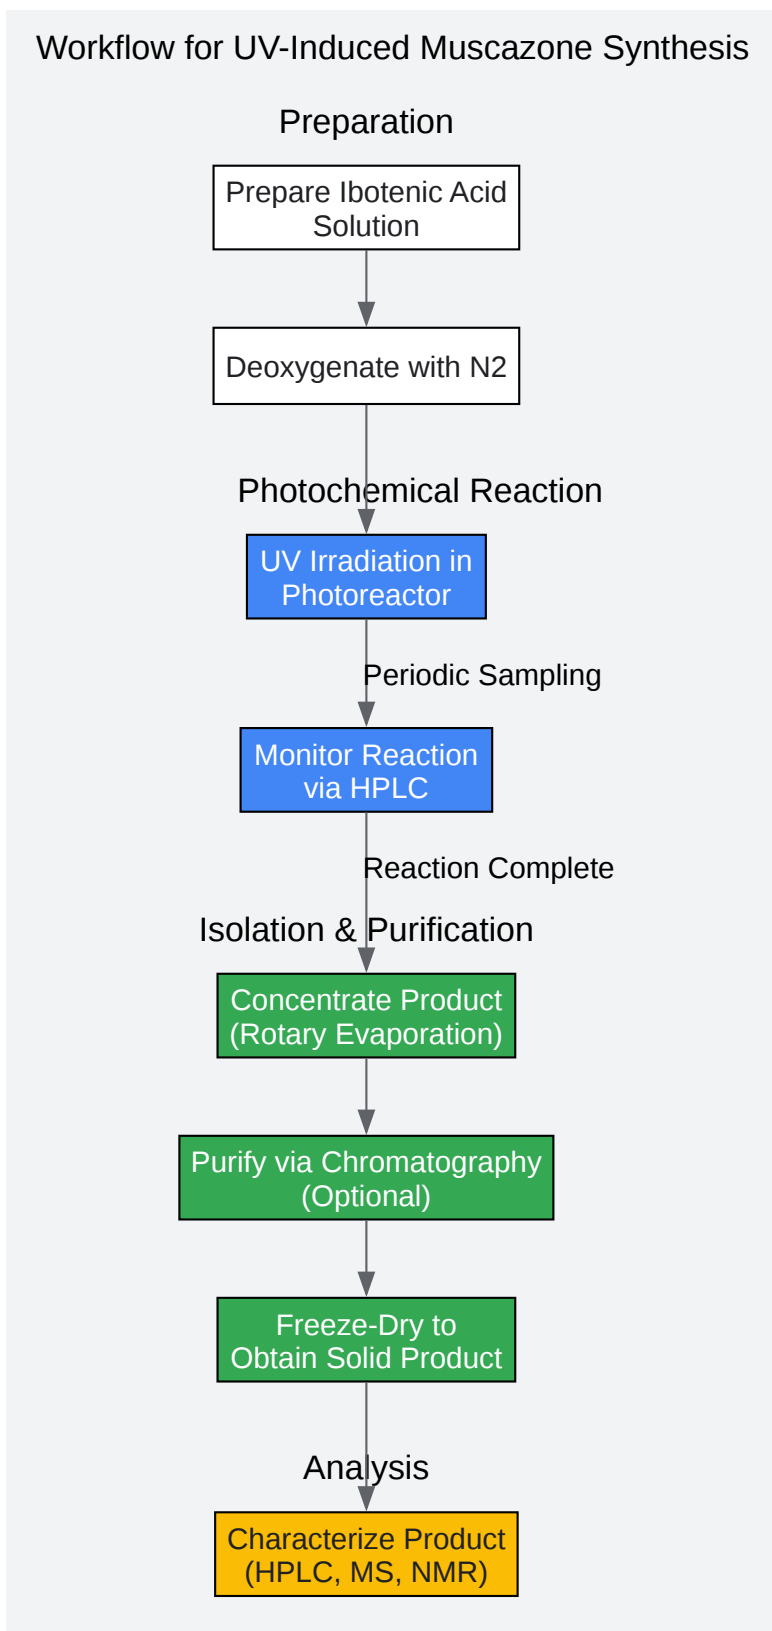 Workflow for UV-Induced Muscazone Synthesis
Preparation
Prepare Ibotenic Acid
Solution
Deoxygenate with N2
Photochemical Reaction
UV Irradiation in
Photoreactor
Periodic Sampling
Monitor Reaction
via HPLC
Reaction Complete
Isolation & Purification
Concentrate Product
(Rotary Evaporation)
Purify via Chromatography
(Optional)
Freeze-Dry to
Obtain Solid Product
Analysis
Characterize Product
(HPLC, MS, NMR)